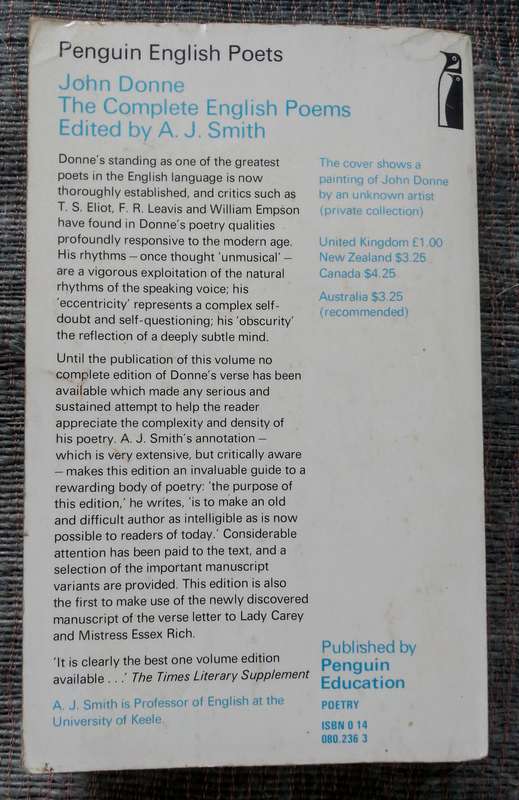 Penguin English Poets
John Donne
The Complete English Poems
Edited by A. J. Smith
Donne's standing as one of the greatest
poets in the English language is now
thoroughly established, and critics such as
T. S. Eliot, F. R. Leavis and William Empson
have found in Donne's poetry qualities
profoundly responsive to the modern age.
His rhythms – once thought 'unmusical' –
are a vigorous exploitation of the natural
rhythms of the speaking voice; his
'eccentricity' represents a complex self-
doubt and self-questioning; his 'obscurity'
the reflection of a deeply subtle mind.
Until the publication of this volume no
complete edition of Donne's verse has been
available which made any serious and
sustained attempt to help the reader
appreciate the complexity and density of
his poetry. A. J. Smith's annotation –
which is very extensive, but critically aware
– makes this edition an invaluable guide to a
rewarding body of poetry: 'the purpose of
this edition,' he writes, 'is to make an old
and difficult author as intelligible as is now
possible to readers of today.' Considerable
attention has been paid to the text, and a
selection of the important manuscript
variants are provided. This edition is also
the first to make use of the newly discovered
manuscript of the verse letter to Lady Carey
and Mistress Essex Rich.
'It is clearly the best one volume edition
available . . .' The Times Literary Supplement
A. J. Smith is Professor of English at the
University of Keele.
The cover shows a
painting of John Donne
by an unknown artist
(private collection)
United Kingdom £1.00
New Zealand $3.25
Canada $4.25
Australia $3.25
(recommended)
Published by
Penguin
Education
POETRY
ISBN 0 14
080.236 3